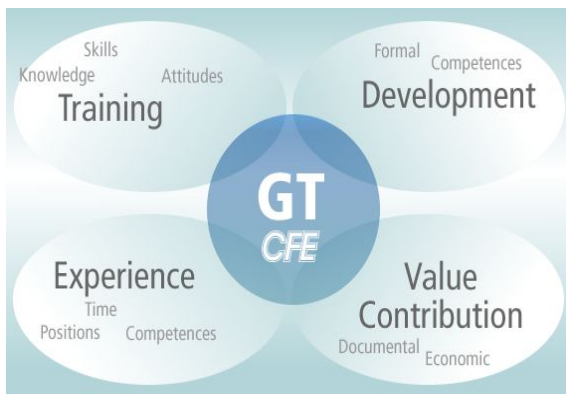 Skills
Knowledge
Attitudes
Training
Formal
Competences
Development
GT
CFE
Experience
Time
Positions
Competences
Value
Contribution
Documental
Economic